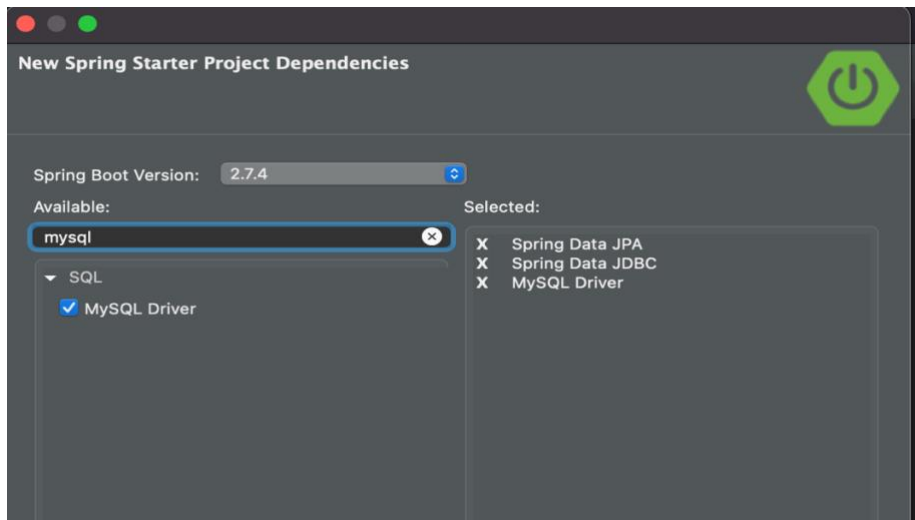 New Spring Starter Project Dependencies
Spring Boot Version: 2.7.4
Available:
mysql
SQL
MySQL Driver
Selected:
X Spring Data JPA
X Spring Data JDBC
X MySQL Driver